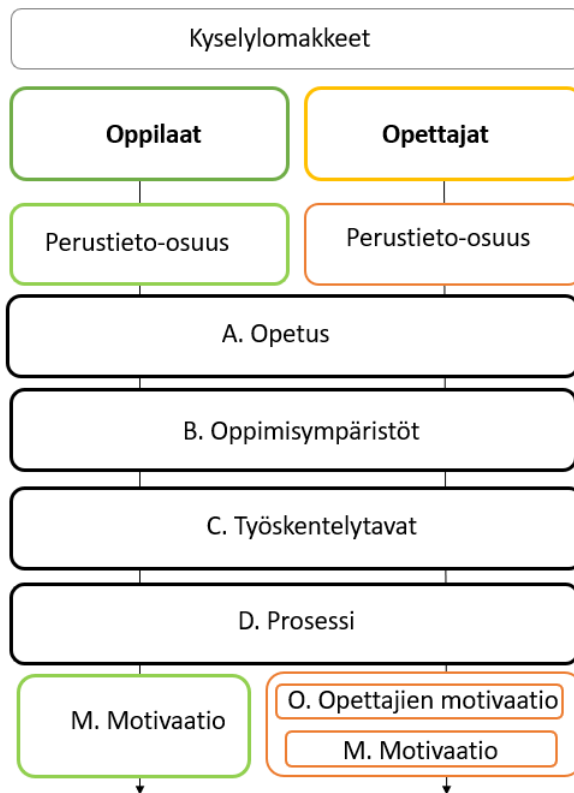 Kyselylomakkeet
Oppilaat
Opettajat
Perustieto-osuus
Perustieto-osuus
A. Opetus
B. Oppimisympäristöt
C. Työskentelytavat
D. Prosessi
M. Motivaatio
O. Opettajien motivaatio
M. Motivaatio